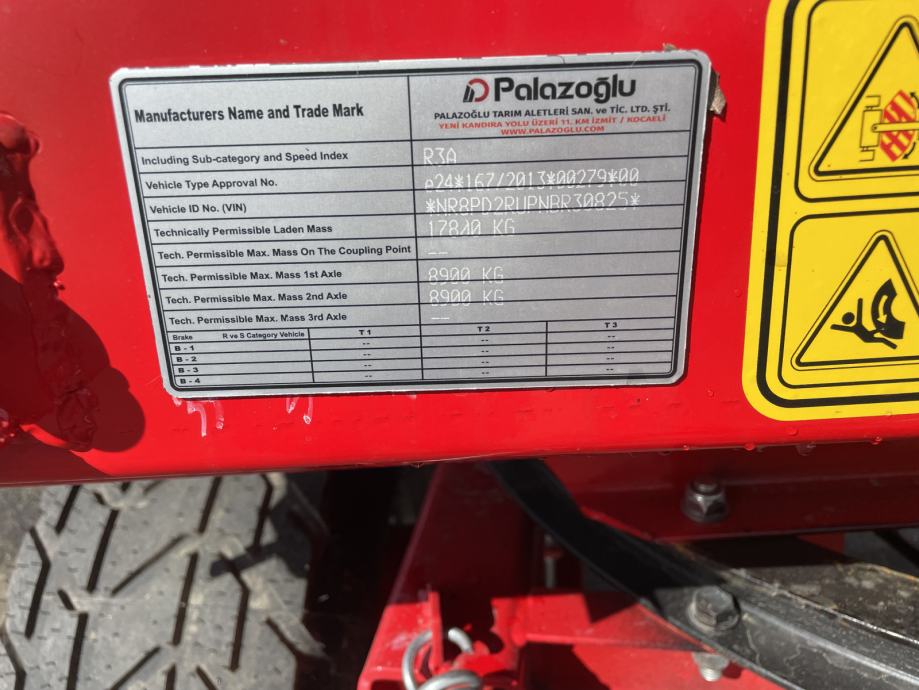 Manufacturers Name and Trade Mark
Palazoğlu
PALAZOĞLU TARIM ALETLERİ SAN. ve TİC. LTD. ŞTİ.
YENİ KANDIRA YOLU ÜZERİ 11. KM İZMİT / KOCAELİ
WWW.PALAZOGLU.COM
Including Sub-category and Speed Index R3A
Vehicle Type Approval No. e24*167/2013*00279*00
Vehicle ID No. (VIN) *NR8PD2RUPNBR30825*
Technically Permissible Laden Mass 17800 KG
Tech. Permissible Max. Mass On The Coupling Point --
Tech. Permissible Max. Mass 1st Axle 8900 KG
Tech. Permissible Max. Mass 2nd Axle 8900 KG
Tech. Permissible Max. Mass 3rd Axle --
Brake R ve S Category Vehicle T 1 T 2 T 3
B - 1 -- -- --
B - 2 -- -- --
B - 3 -- -- --
B - 4 -- -- --